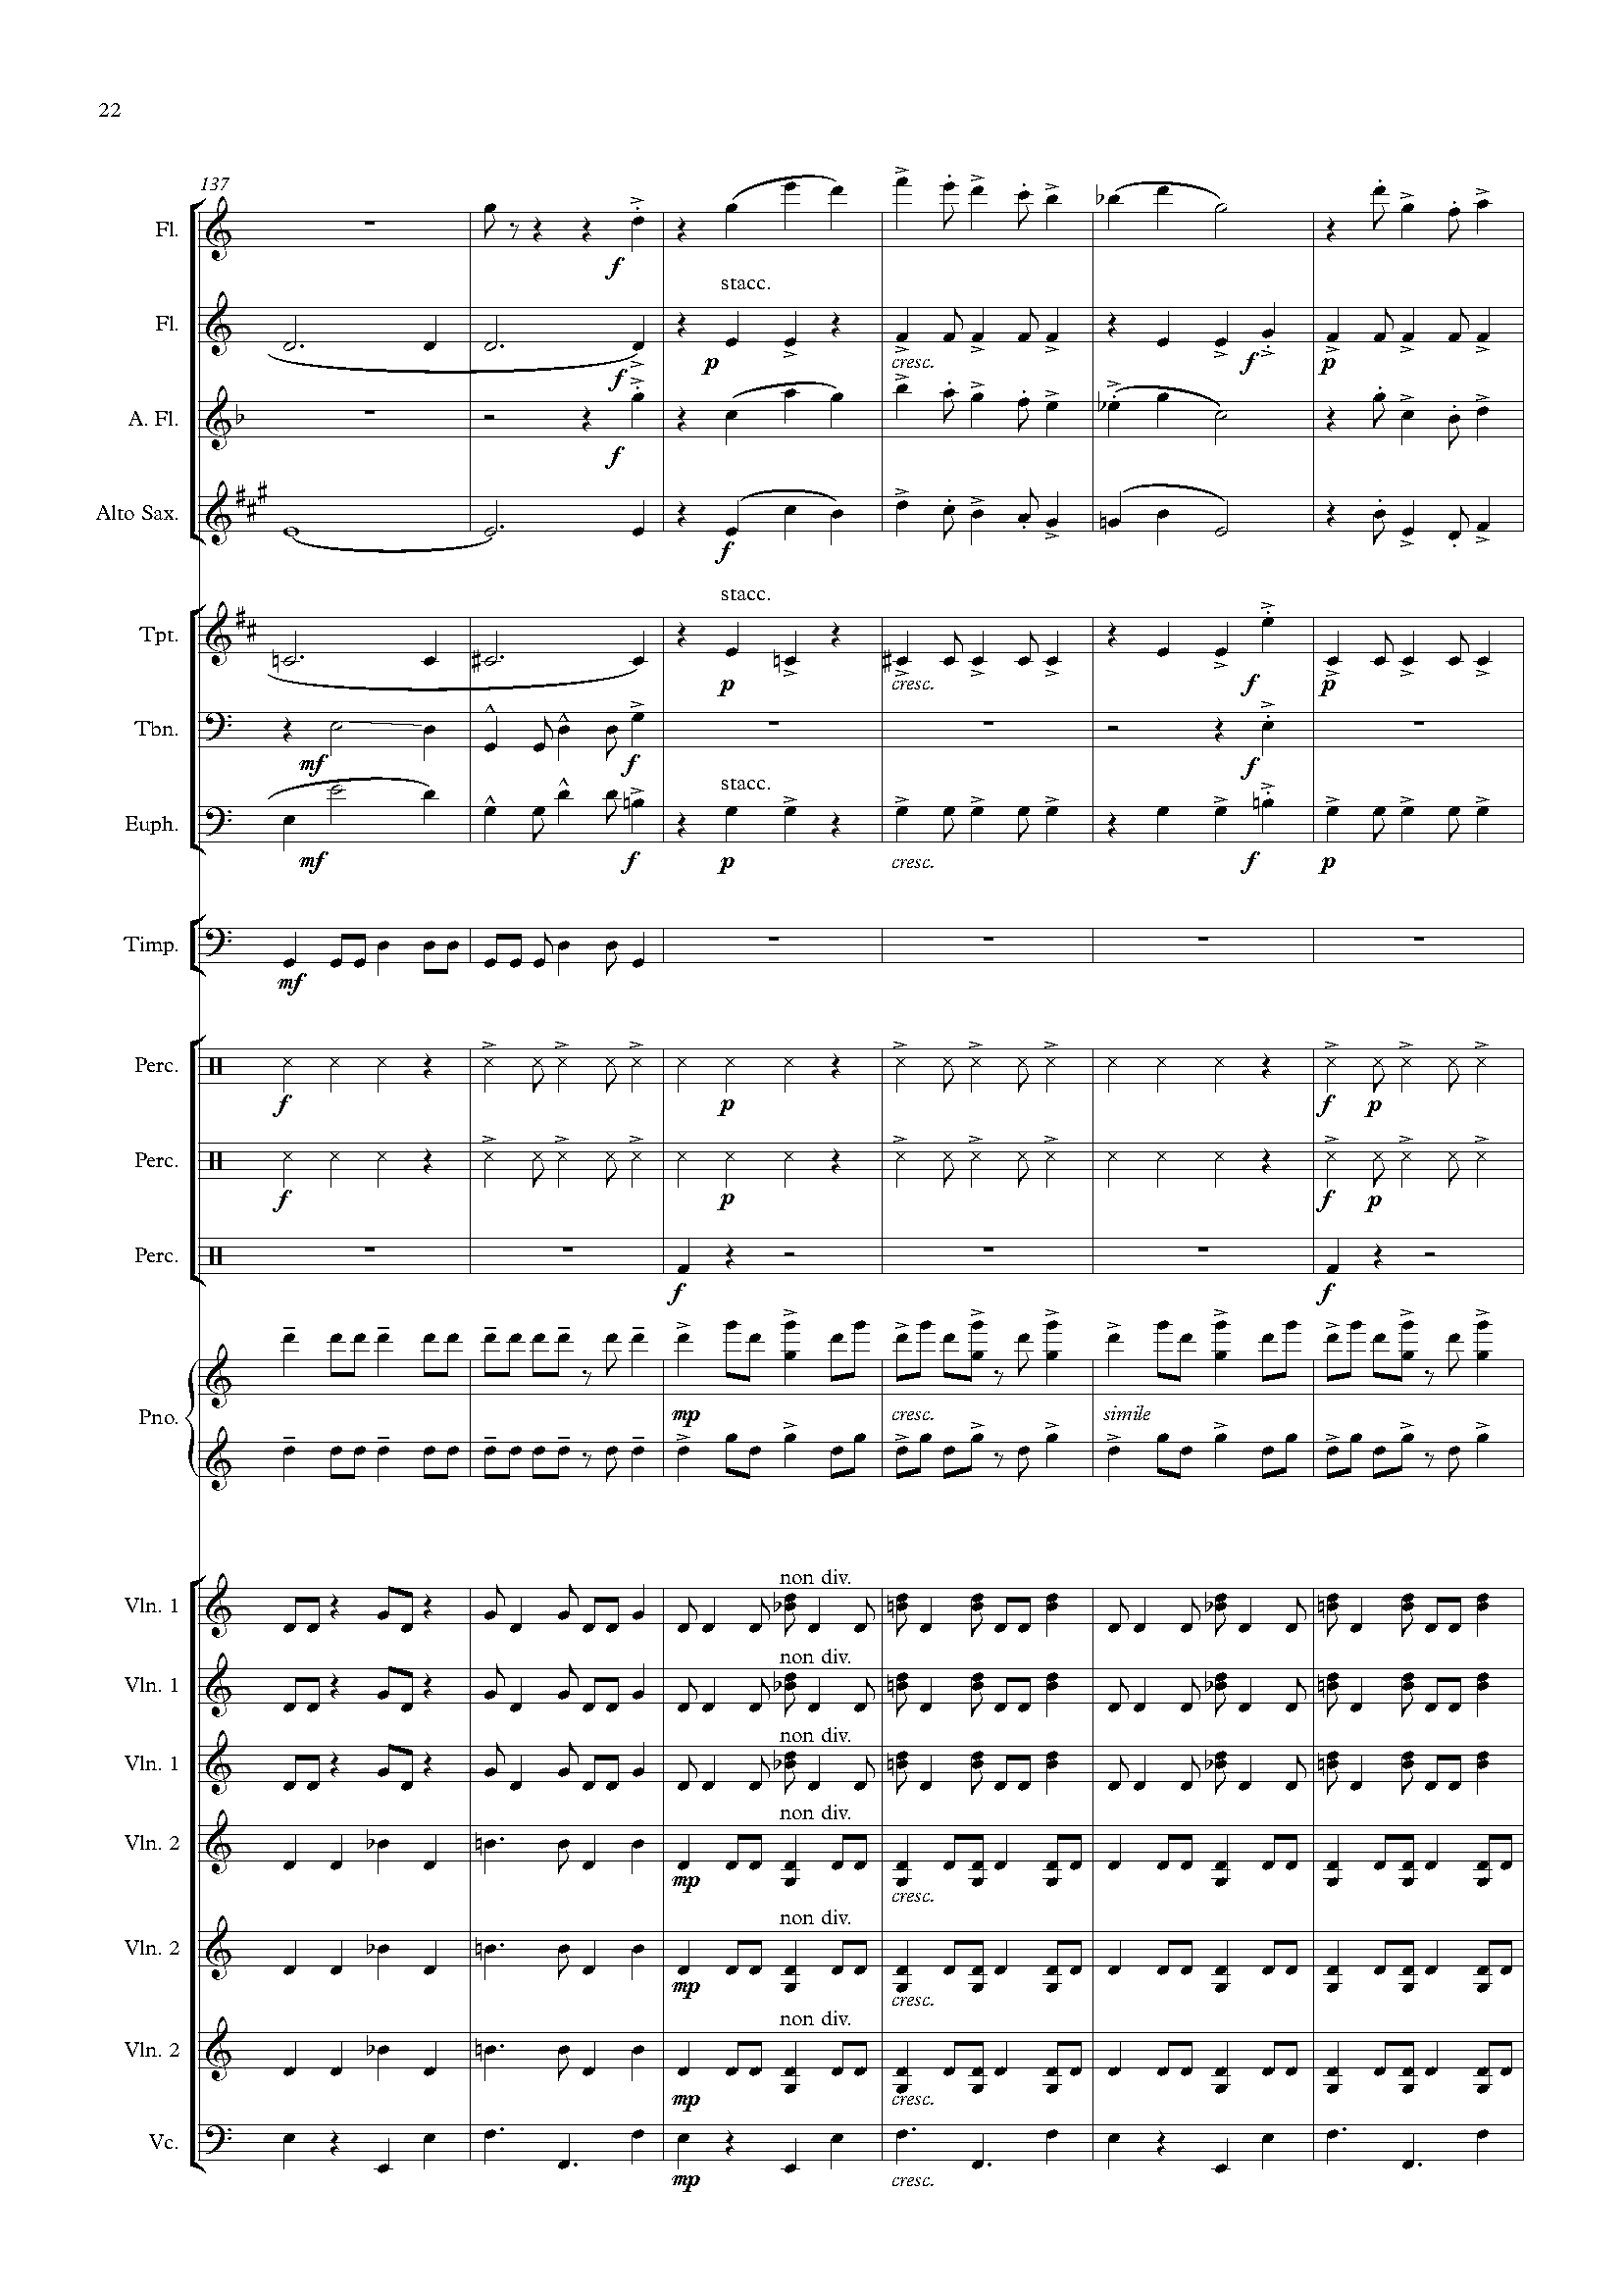 22
137
Fl.
f
stacc.
Fl.
p
cresc.
f
p
f
A. Fl.
f
Alto Sax.
f
stacc.
Tpt.
p
cresc.
f
p
Tbn.
mf
f
f
stacc.
Euph.
mf
f
p
cresc.
f
p
Timp.
mf
Perc.
f
p
f
p
Perc.
f
p
f
p
Perc.
f
f
Pno.
mp
cresc.
simile
non div.
Vln. 1
non div.
Vln. 1
non div.
Vln. 1
non div.
Vln. 2
mp
cresc.
non div.
Vln. 2
mp
cresc.
non div.
Vln. 2
mp
cresc.
Vc.
mp
cresc.